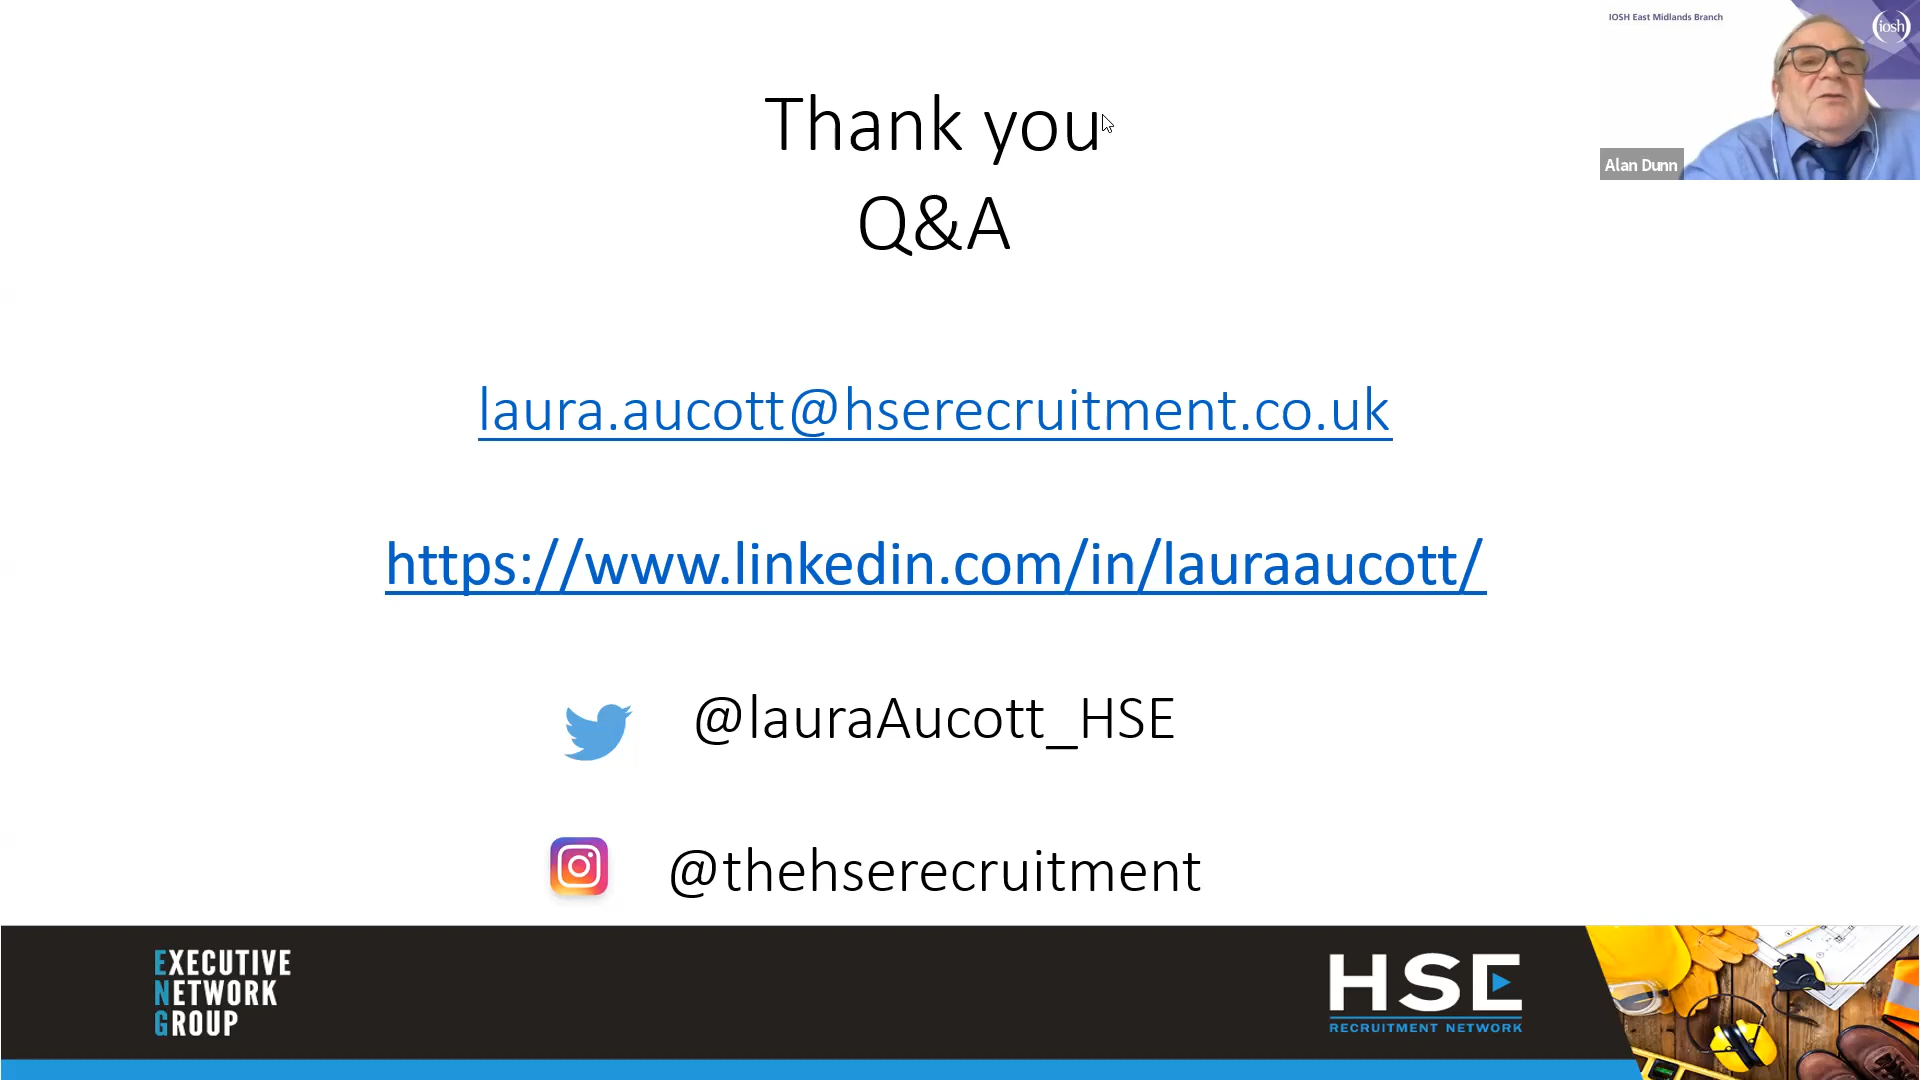 IOSH East Midlands Branch
iosh
Alan Dunn
Thank you
Q&A
laura.aucott@hserecruitment.co.uk
https://www.linkedin.com/in/lauraaucott/
@lauraAucott_HSE
@thehserecruitment
EXECUTIVE
NETWORK
GROUP
HSE
RECRUITMENT NETWORK